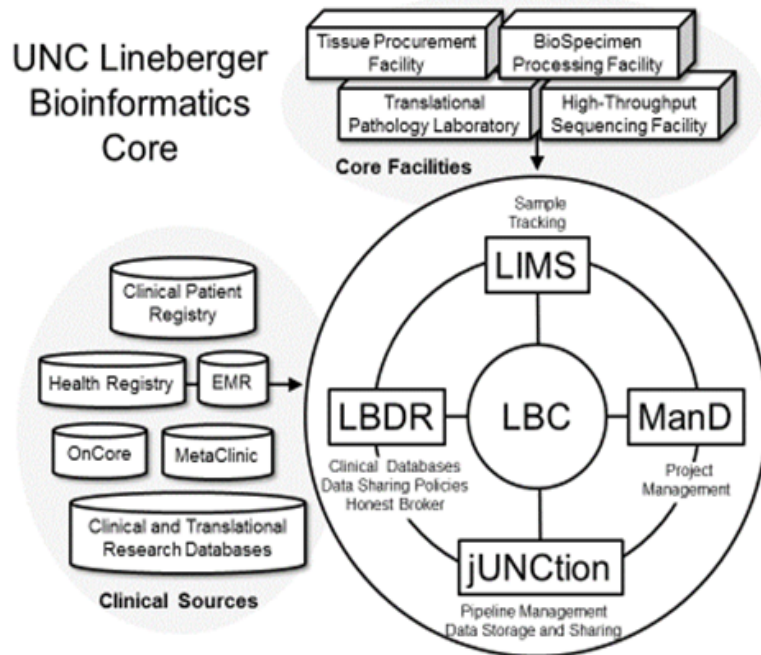 UNC Lineberger
Bioinformatics
Core
Tissue Procurement
Facility
BioSpecimen
Processing Facility
Translational
Pathology Laboratory
High-Throughput
Sequencing Facility
Core Facilities
Clinical Patient
Registry
Health Registry
EMR
OnCore
MetaClinic
Clinical and Translational
Research Databases
Clinical Sources
Sample
Tracking
LIMS
LBDR
Clinical Databases
Data Sharing Policies
Honest Broker
LBC
ManD
Project
Management
jUNCtion
Pipeline Management
Data Storage and Sharing